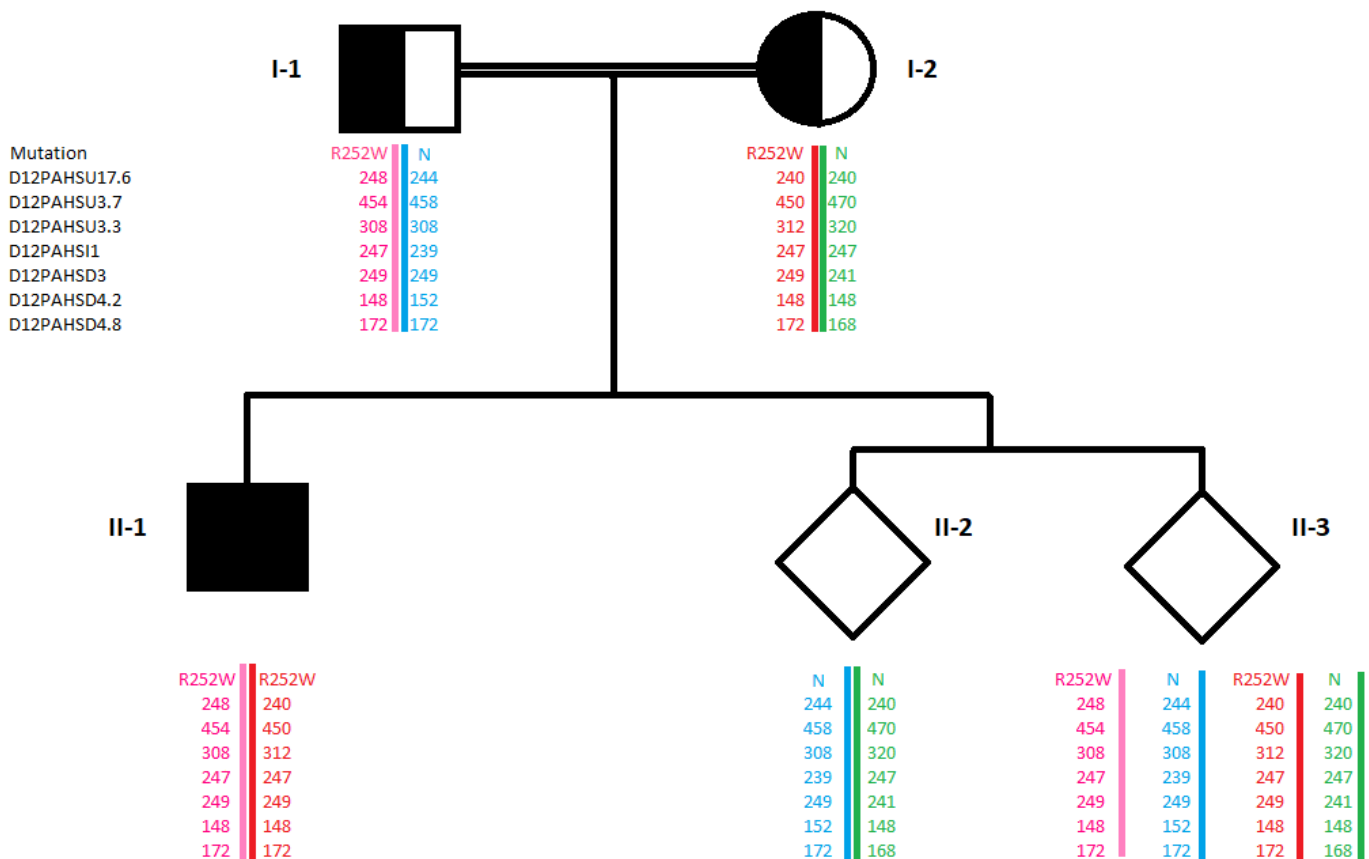 I-1 I-2
Mutation R252W N R252W N
D12PAHSU17.6 248 244 240 240
D12PAHSU3.7 454 458 450 470
D12PAHSU3.3 308 308 312 320
D12PAHSI1 247 239 247 247
D12PAHSD3 249 249 249 241
D12PAHSD4.2 148 152 148 148
D12PAHSD4.8 172 172 172 168
II-1 II-2 II-3
R252W R252W N N R252W N R252W N
248 240 244 240 248 244 240 240
454 450 458 470 454 458 450 470
308 312 308 320 308 308 312 320
247 247 239 247 247 239 247 247
249 249 249 241 249 249 249 241
148 148 152 148 148 152 148 148
172 172 172 168 172 172 172 168